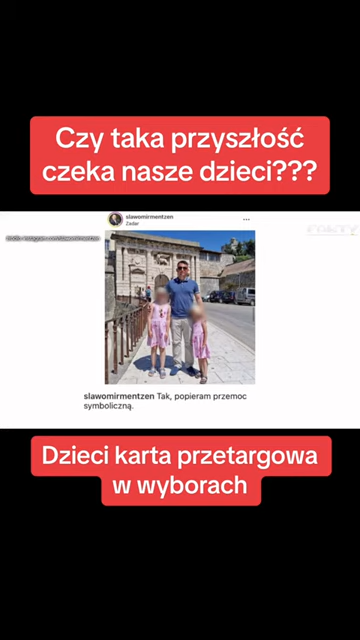 Czy taka przyszłość
czeka nasze dzieci???
slawomirmentzen
Zadar
slawomirmentzen Tak, popieram przemoc
symboliczną.
Dzieci karta przetargowa
w wyborach